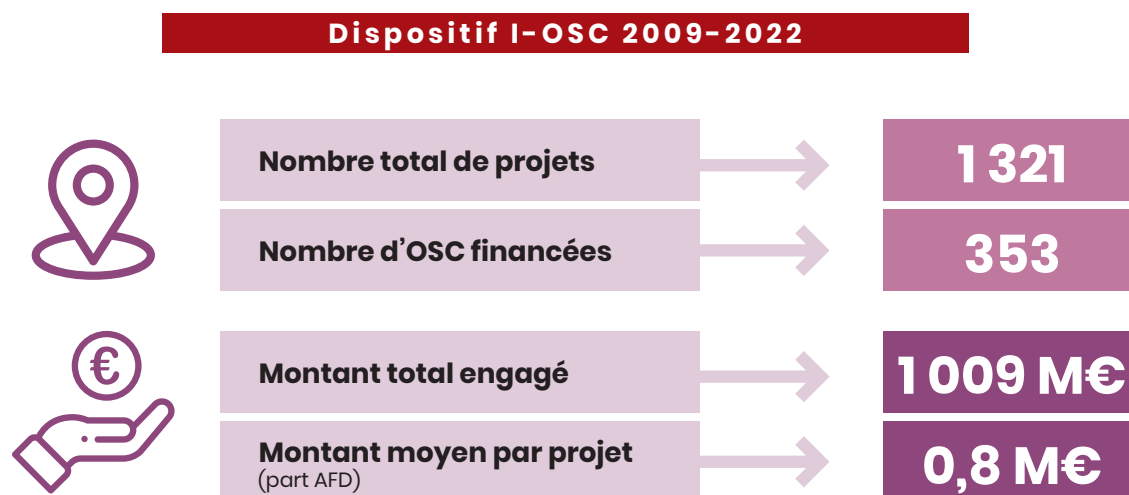 Dispositif I-OSC 2009-2022
Nombre total de projets
1 321
Nombre d’OSC financées
353
€
Montant total engagé
1 009 M€
Montant moyen par projet
(part AFD)
0,8 M€